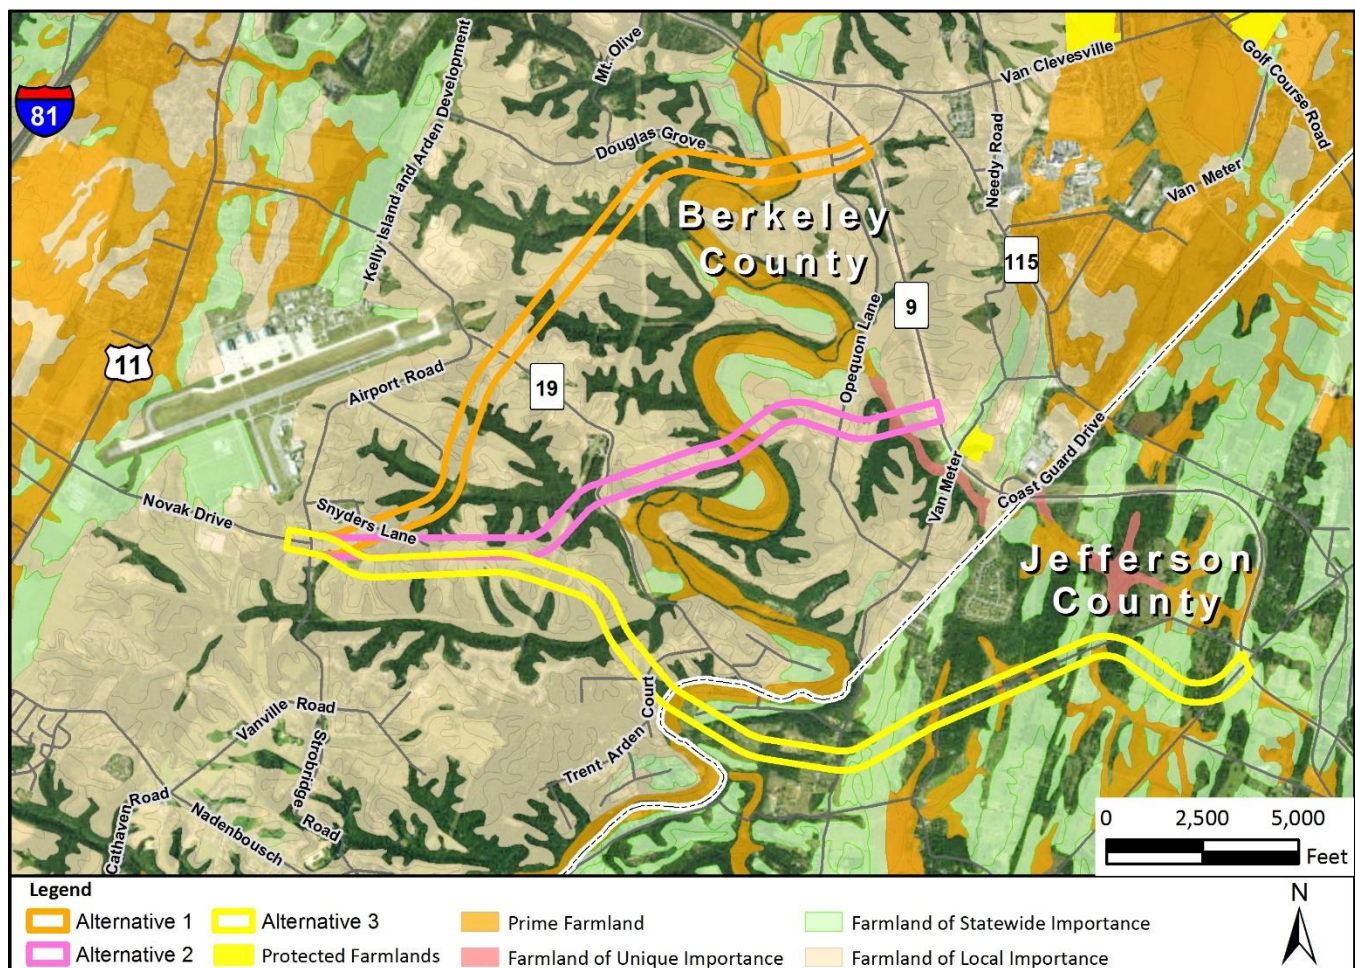 Mt. Olive
Van Clevesville
Golf Course Road
81
Kelly Island and Arden Development
Douglas Grove
Needy Road
Van Meter
Berkeley
County
115
9
Opequon Lane
11
Airport Road
19
Novak Drive
Snyders Lane
Van Meter
Coast Guard Drive
Jefferson
County
Trent Arden Court
Vanville Road
Strobridge Road
Cathaven Road
Nadenbousch
0 2,500 5,000
Feet
Legend
Alternative 1
Alternative 3
Prime Farmland
Farmland of Statewide Importance
Alternative 2
Protected Farmlands
Farmland of Unique Importance
Farmland of Local Importance
N